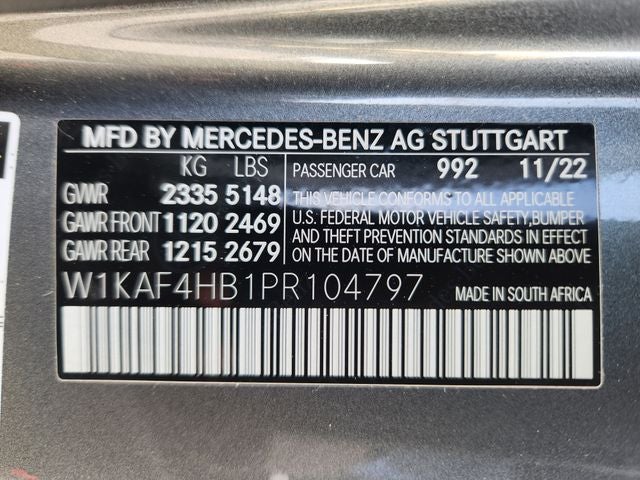 MFD BY MERCEDES-BENZ AG STUTTGART
KG LBS
GVWR 2335 5148
GAWR FRONT 1120 2469
GAWR REAR 1215 2679
PASSENGER CAR 992 11/22
THIS VEHICLE CONFORMS TO ALL APPLICABLE
U.S. FEDERAL MOTOR VEHICLE SAFETY,BUMPER
AND THEFT PREVENTION STANDARDS IN EFFECT
ON THE DATE OF MANUFACTURE SHOWN ABOVE.
W1KAF4HB1PR104797 MADE IN SOUTH AFRICA